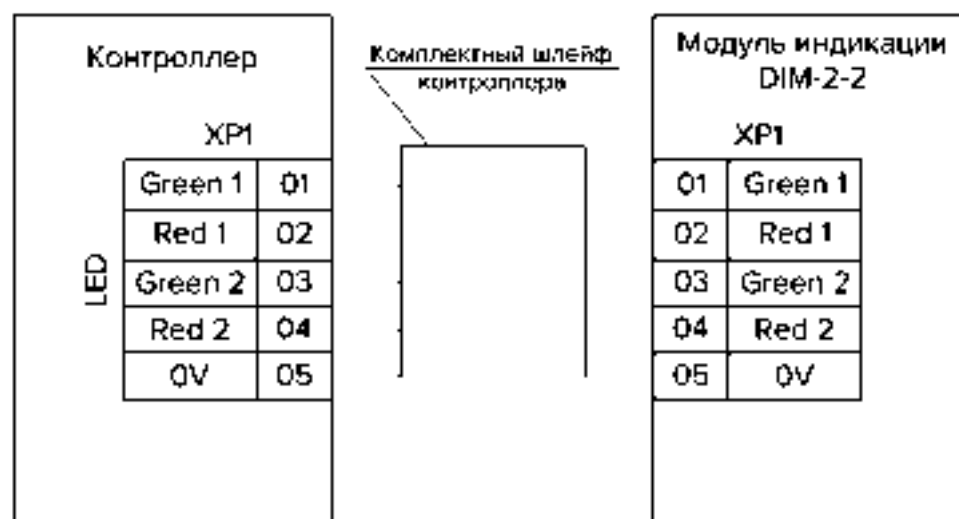 Контроллер
XP1
LED
Green 1 01
Red 1 02
Green 2 03
Red 2 04
0V 05
Комплектный шлейф
контроллера
Модуль индикации
DIM-2-2
XP1
01 Green 1
02 Red 1
03 Green 2
04 Red 2
05 0V